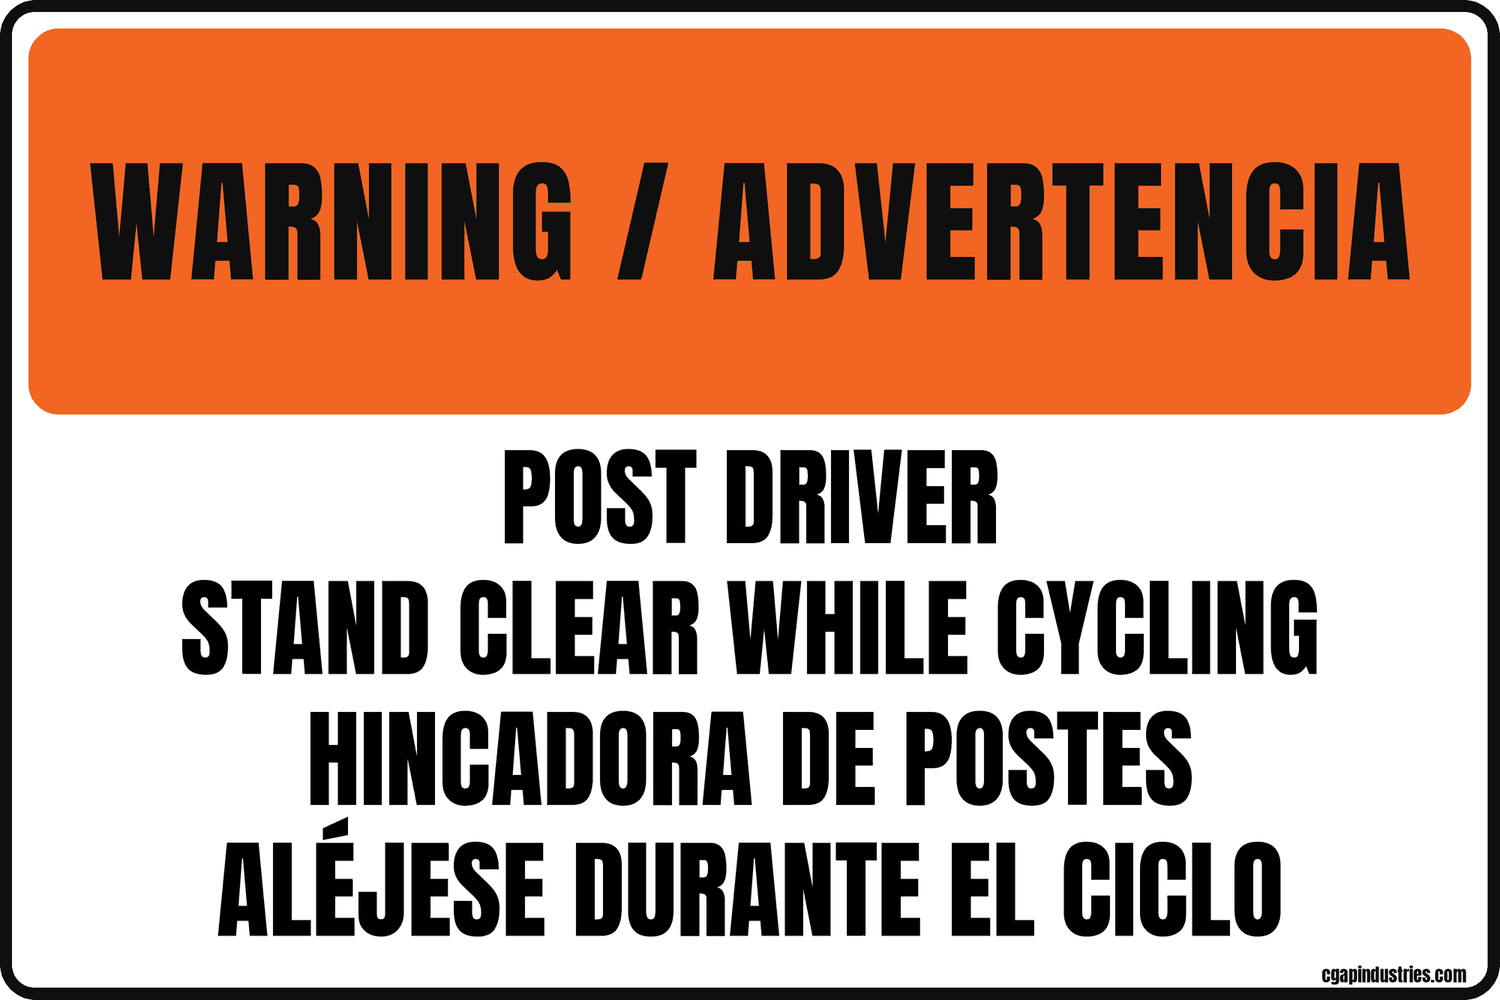 WARNING / ADVERTENCIA
POST DRIVER
STAND CLEAR WHILE CYCLING
HINCADORA DE POSTES
ALÉJESE DURANTE EL CICLO
cgapindustries.com